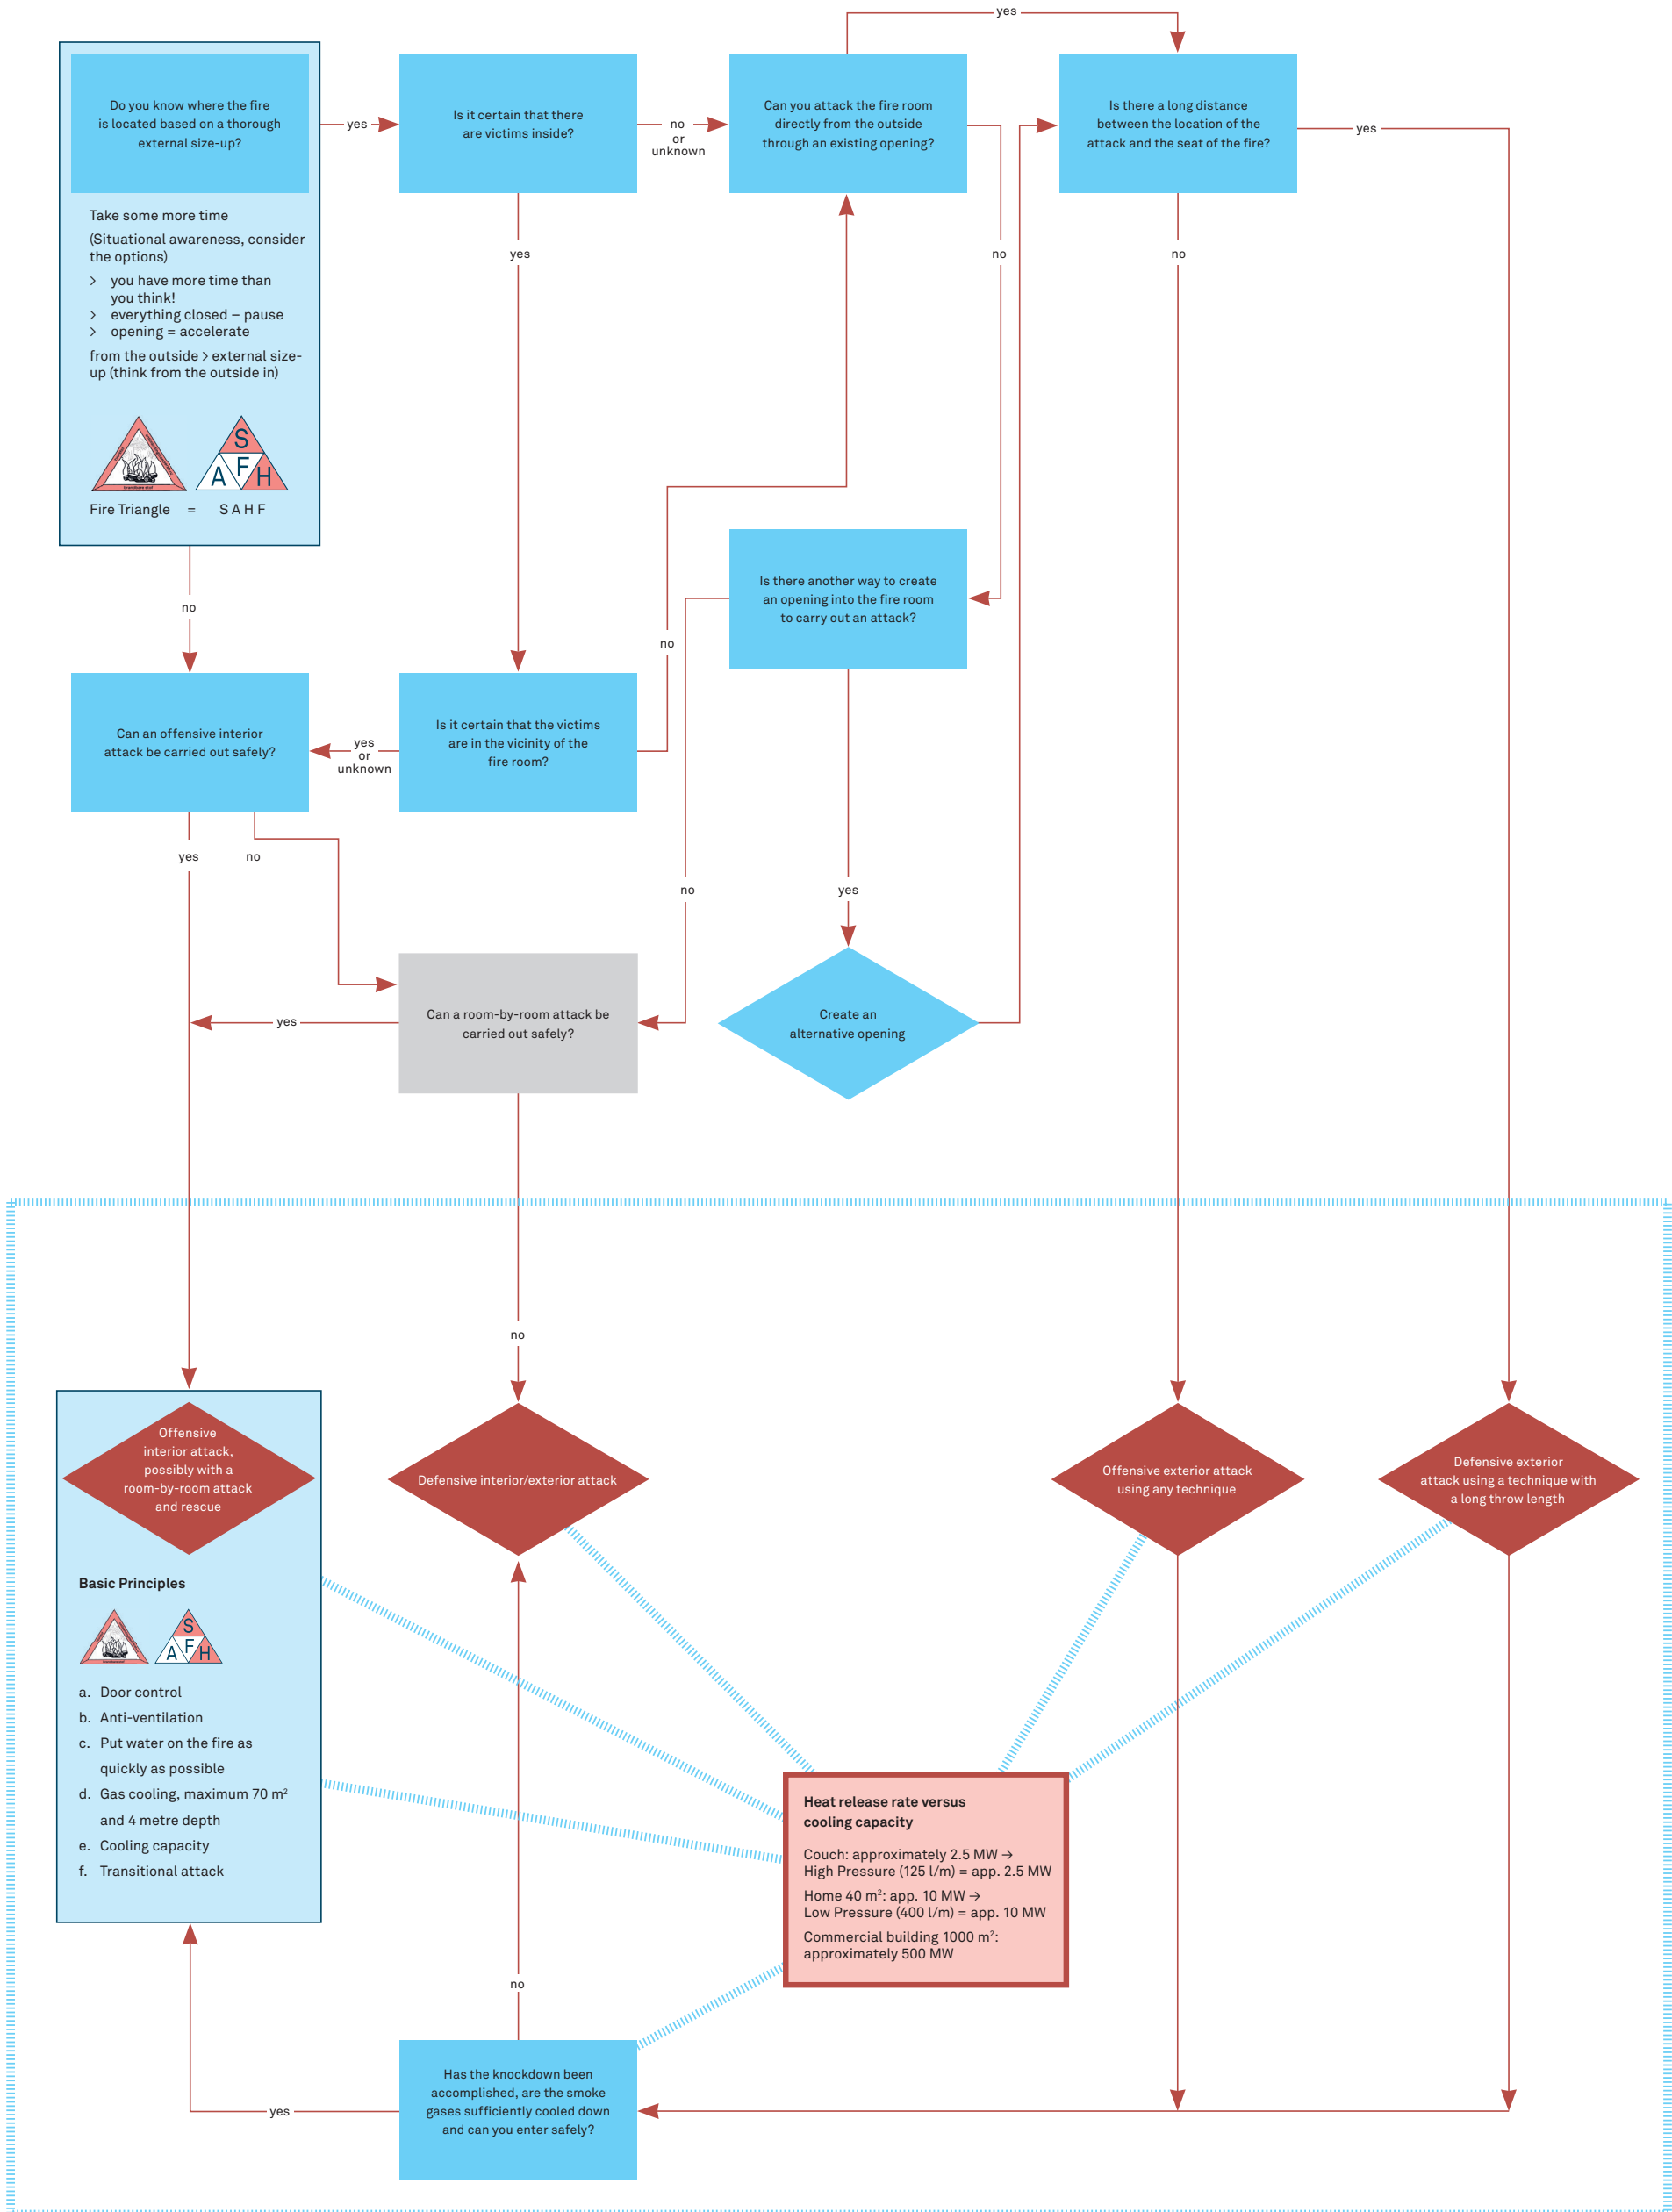 yes
Do you know where the fire
is located based on a thorough
external size-up?
yes
Is it certain that there
are victims inside?
no
or
unknown
Can you attack the fire room
directly from the outside
through an existing opening?
Is there a long distance
between the location of the
attack and the seat of the fire?
yes
Take some more time
(Situational awareness, consider
the options)
> you have more time than
you think!
> everything closed – pause
> opening = accelerate
from the outside > external size-
up (think from the outside in)
S
A F H
brandbare stof
Fire Triangle = S A H F
yes
no
no
no
Is there another way to create
an opening into the fire room
to carry out an attack?
no
Can an offensive interior
attack be carried out safely?
yes
or
unknown
Is it certain that the victims
are in the vicinity of the
fire room?
yes
no
no
yes
yes
Can a room-by-room attack be
carried out safely?
Create an
alternative opening
no
Offensive
interior attack,
possibly with a
room-by-room attack
and rescue
Defensive interior/exterior attack
Offensive exterior attack
using any technique
Defensive exterior
attack using a technique with
a long throw length
Basic Principles
S
A F H
a. Door control
b. Anti-ventilation
c. Put water on the fire as
quickly as possible
d. Gas cooling, maximum 70 m²
and 4 metre depth
e. Cooling capacity
f. Transitional attack
Heat release rate versus
cooling capacity
Couch: approximately 2.5 MW →
High Pressure (125 l/m) = app. 2.5 MW
Home 40 m²: app. 10 MW →
Low Pressure (400 l/m) = app. 10 MW
Commercial building 1000 m²:
approximately 500 MW
no
Has the knockdown been
accomplished, are the smoke
gases sufficiently cooled down
and can you enter safely?
yes